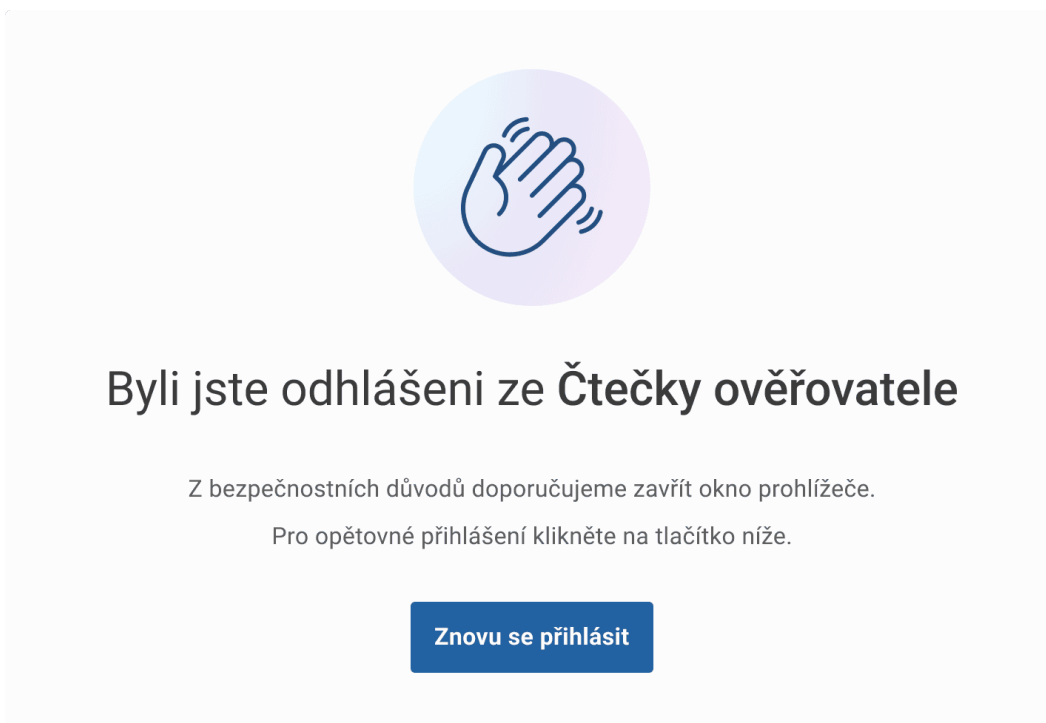 Byli jste odhlášeni ze Čtečky ověřovatele
Z bezpečnostních důvodů doporučujeme zavřít okno prohlížeče.
Pro opětovné přihlášení klikněte na tlačítko níže.
Znovu se přihlásit